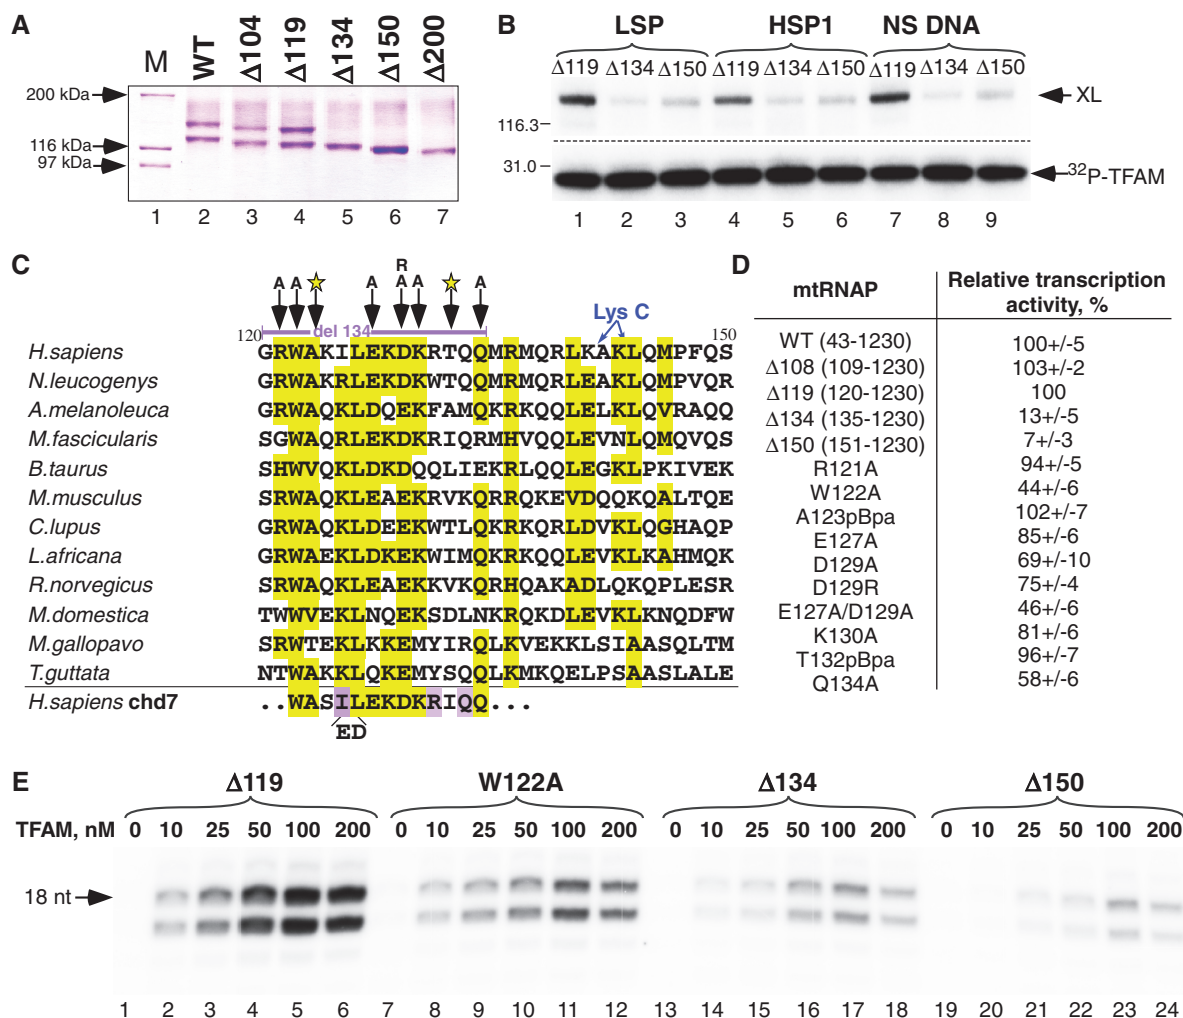 A
M WT Δ104 Δ119 Δ134 Δ150 Δ200
200 kDa
116 kDa
97 kDa
1 2 3 4 5 6 7
B
LSP HSP1 NS DNA
Δ119 Δ134 Δ150 Δ119 Δ134 Δ150 Δ119 Δ134 Δ150
XL
116.3
31.0
32P-TFAM
1 2 3 4 5 6 7 8 9
C
R
A A A A A A
Lys C
del 134
120 150
H.sapiens GRWAKILEKDKRTQQMRMQRLKAKLQMPFQS
N.leucogenys GRWAKRLEKDKWTQQMRMQRLEAKLQMPVQR
A.melanoleuca GRWAQKLDQEKFAMQKRKQQLELKLQVRAQQ
M.fascicularis SGWAQRLEKDKRIQRMHVQQLEVNLQMQVQS
B.taurus SHWVQKLDKDQQLIEKRLQQLEGKLPKIVEK
M.musculus SRWAQKLEAEKRVKQRRQKEVDQQKQALTQE
C.lupus GRWAQKLDEEKWTLQKRKQRLDVKLQGHAQP
L.africana GRWAEKLDKEKWIMQKRKQQLEVKLKAHMQK
R.norvegicus SRWAQKLEAEKKVKQRHQAKADLQKQPLESR
M.domestica TWWVEKLNQEKSDLNKRQKDLEVKLKNQDFW
M.gallopavo SRWTEKLKKEMYIRQLKVEKKLSIAASQLTM
T.guttata NTWAKKLQKEMYSQQLKMKQELPSAASLALE
H.sapiens chd7 ..WASILEKDKRIQQ...
ED
D
mtRNAP Relative transcription activity, %
WT (43-1230) 100+/-5
Δ108 (109-1230) 103+/-2
Δ119 (120-1230) 100
Δ134 (135-1230) 13+/-5
Δ150 (151-1230) 7+/-3
R121A 94+/-5
W122A 44+/-6
A123pBpa 102+/-7
E127A 85+/-6
D129A 69+/-10
D129R 75+/-4
E127A/D129A 46+/-6
K130A 81+/-6
T132pBpa 96+/-7
Q134A 58+/-6
E
Δ119 W122A Δ134 Δ150
TFAM, nM 0 10 25 50 100 200 0 10 25 50 100 200 0 10 25 50 100 200 0 10 25 50 100 200
18 nt
1 2 3 4 5 6 7 8 9 10 11 12 13 14 15 16 17 18 19 20 21 22 23 24